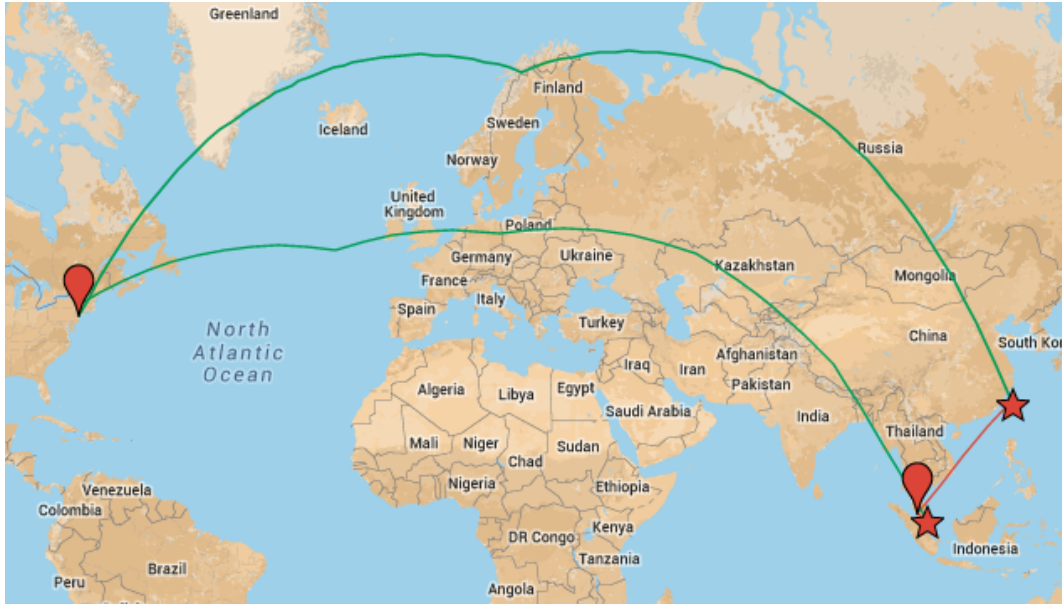 Greenland
Finland
Iceland
Sweden
Norway
Russia
United
Kingdom
Poland
Germany
Ukraine
Kazakhstan
Mongolia
France
Italy
Spain
Turkey
China
South Kor
North
Atlantic
Ocean
Afghanistan
Iraq
Iran
Pakistan
Algeria
Libya
Egypt
Saudi Arabia
India
Thailand
Mali
Niger
Sudan
Chad
Nigeria
Ethiopia
Venezuela
Colombia
Kenya
DR Congo
Indonesia
Tanzania
Brazil
Peru
Angola